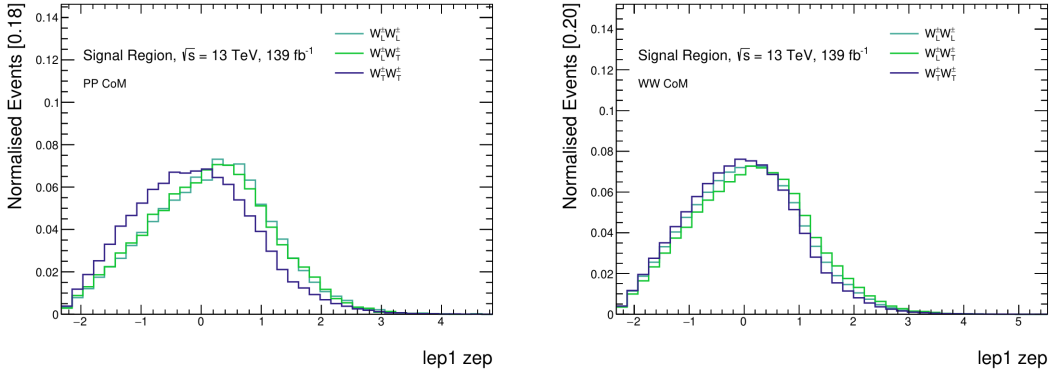 Normalised Events [0.18]
0.14
0.12
0.1
0.08
0.06
0.04
0.02
0
Signal Region, √s = 13 TeV, 139 fb⁻¹
PP CoM
W±LW±L
W±LW±T
W±TW±T
−2 −1 0 1 2 3 4
lep1 zep
Normalised Events [0.20]
0.14
0.12
0.1
0.08
0.06
0.04
0.02
0
Signal Region, √s = 13 TeV, 139 fb⁻¹
WW CoM
W±LW±L
W±LW±T
W±TW±T
−2 −1 0 1 2 3 4 5
lep1 zep